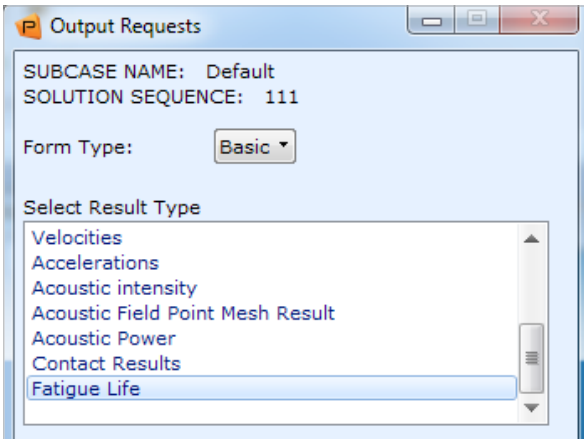 Output Requests
SUBCASE NAME: Default
SOLUTION SEQUENCE: 111
Form Type: Basic
Select Result Type
Velocities
Accelerations
Acoustic intensity
Acoustic Field Point Mesh Result
Acoustic Power
Contact Results
Fatigue Life